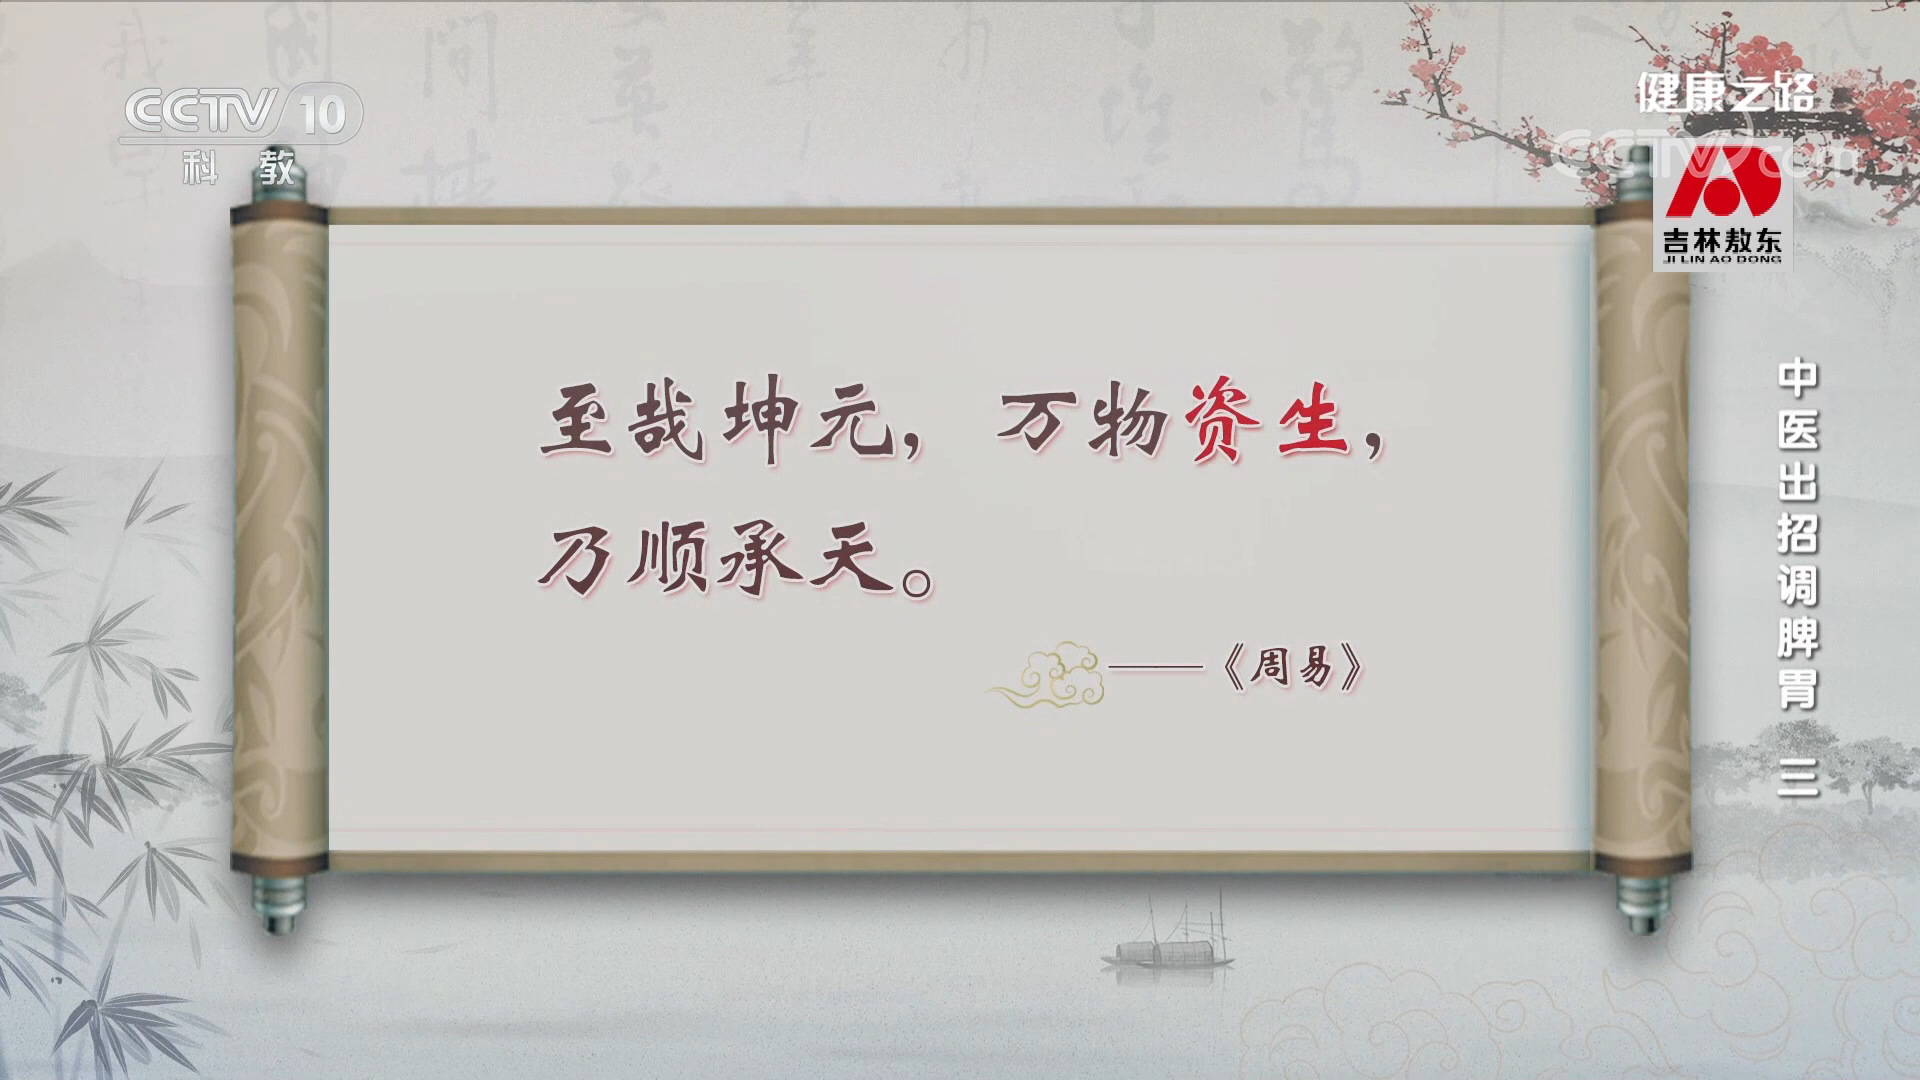 CCTV 10
科教
健康之路
CCTV.com
吉林敖东
JI LIN AO DONG
至哉坤元，万物资生，
乃顺承天。
——《周易》
中医出招调脾胃 三